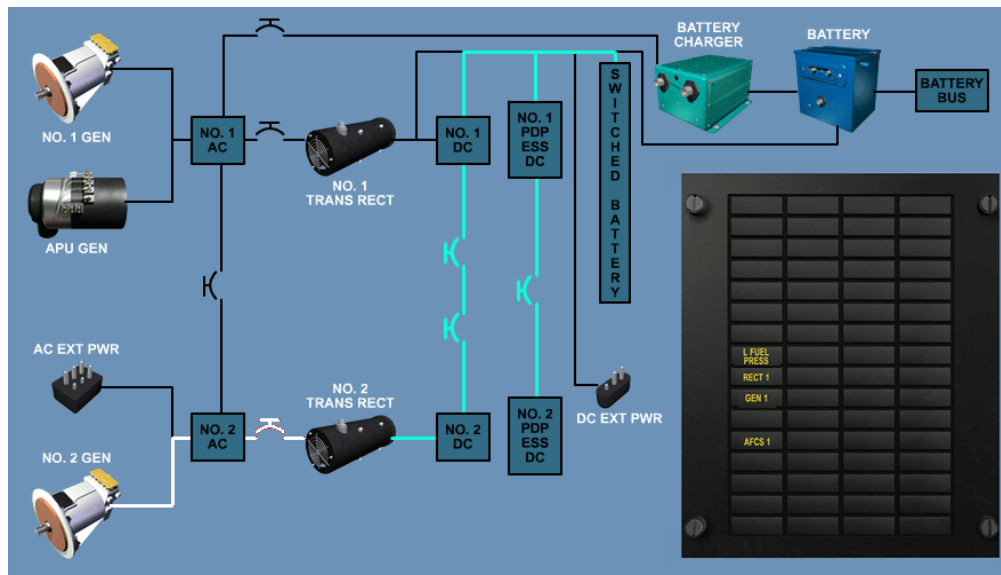 BATTERY
CHARGER
BATTERY
BATTERY
BUS
NO. 1 GEN
NO. 1
AC
NO. 1
TRANS RECT
NO. 1
DC
NO. 1
PDP
ESS
DC
SWITCHED BATTERY
APU GEN
AC EXT PWR
NO. 2
TRANS RECT
NO. 2
AC
NO. 2
DC
NO. 2
PDP
ESS
DC
DC EXT PWR
NO. 2 GEN
L FUEL
PRESS
RECT 1
GEN 1
AFCS 1